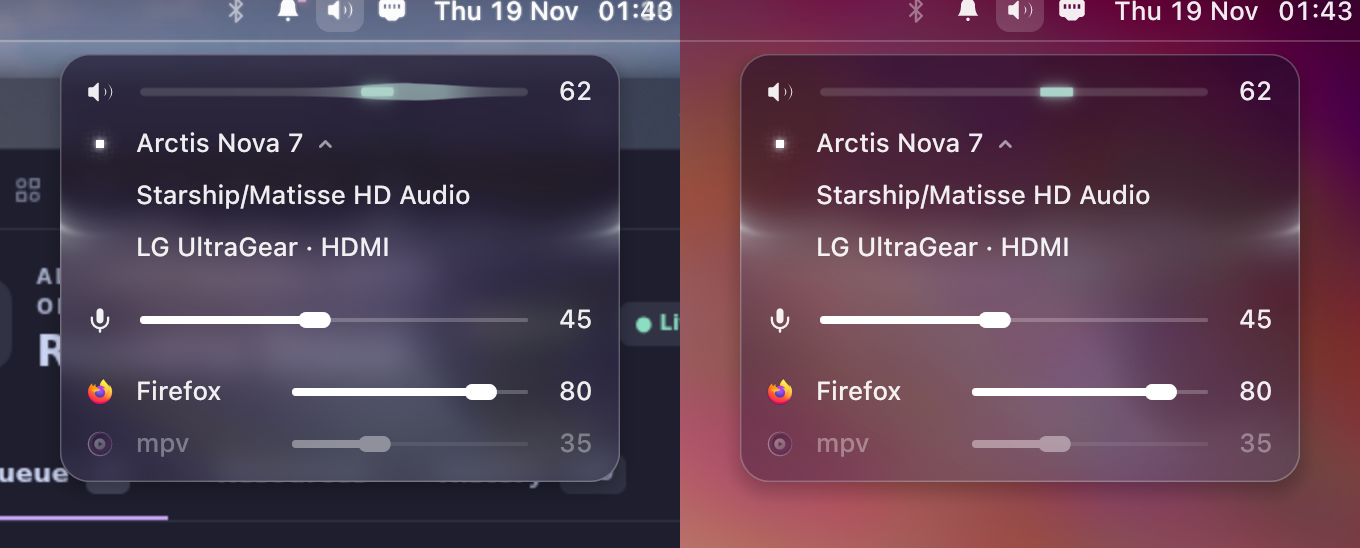 Thu 19 Nov 01:43
62
Arctis Nova 7
Starship/Matisse HD Audio
LG UltraGear · HDMI
45
Firefox 80
mpv 35
Thu 19 Nov 01:43
62
Arctis Nova 7
Starship/Matisse HD Audio
LG UltraGear · HDMI
45
Firefox 80
mpv 35